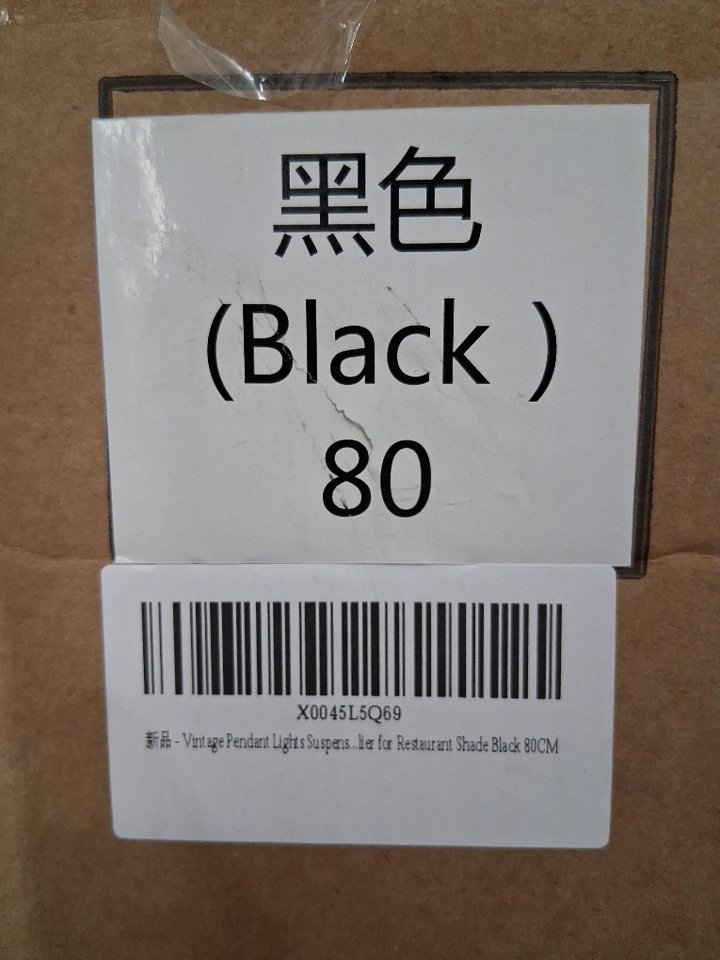 黑色
(Black )
80
X0045L5Q69
新品 - Vintage Pendant Lights Suspens...lier for Restaurant Shade Black 80CM